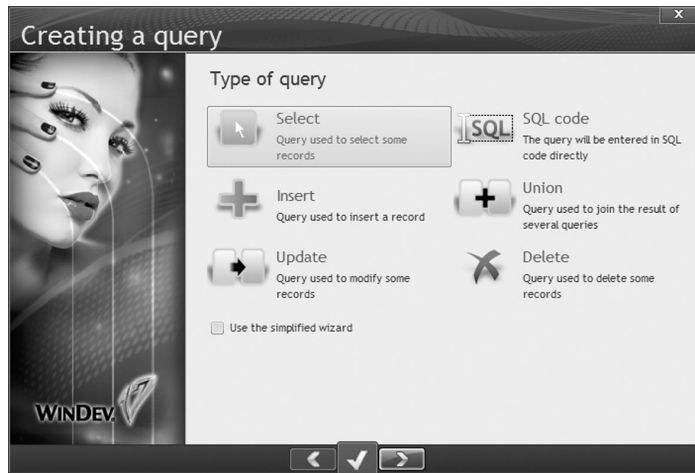 X
Creating a query
Type of query
Select
Query used to select some
records
SQL
SQL code
The query will be entered in SQL
code directly
Insert
Query used to insert a record
Union
Query used to join the result of
several queries
Update
Query used to modify some
records
Delete
Query used to delete some
records
Use the simplified wizard
WINDEV.
17